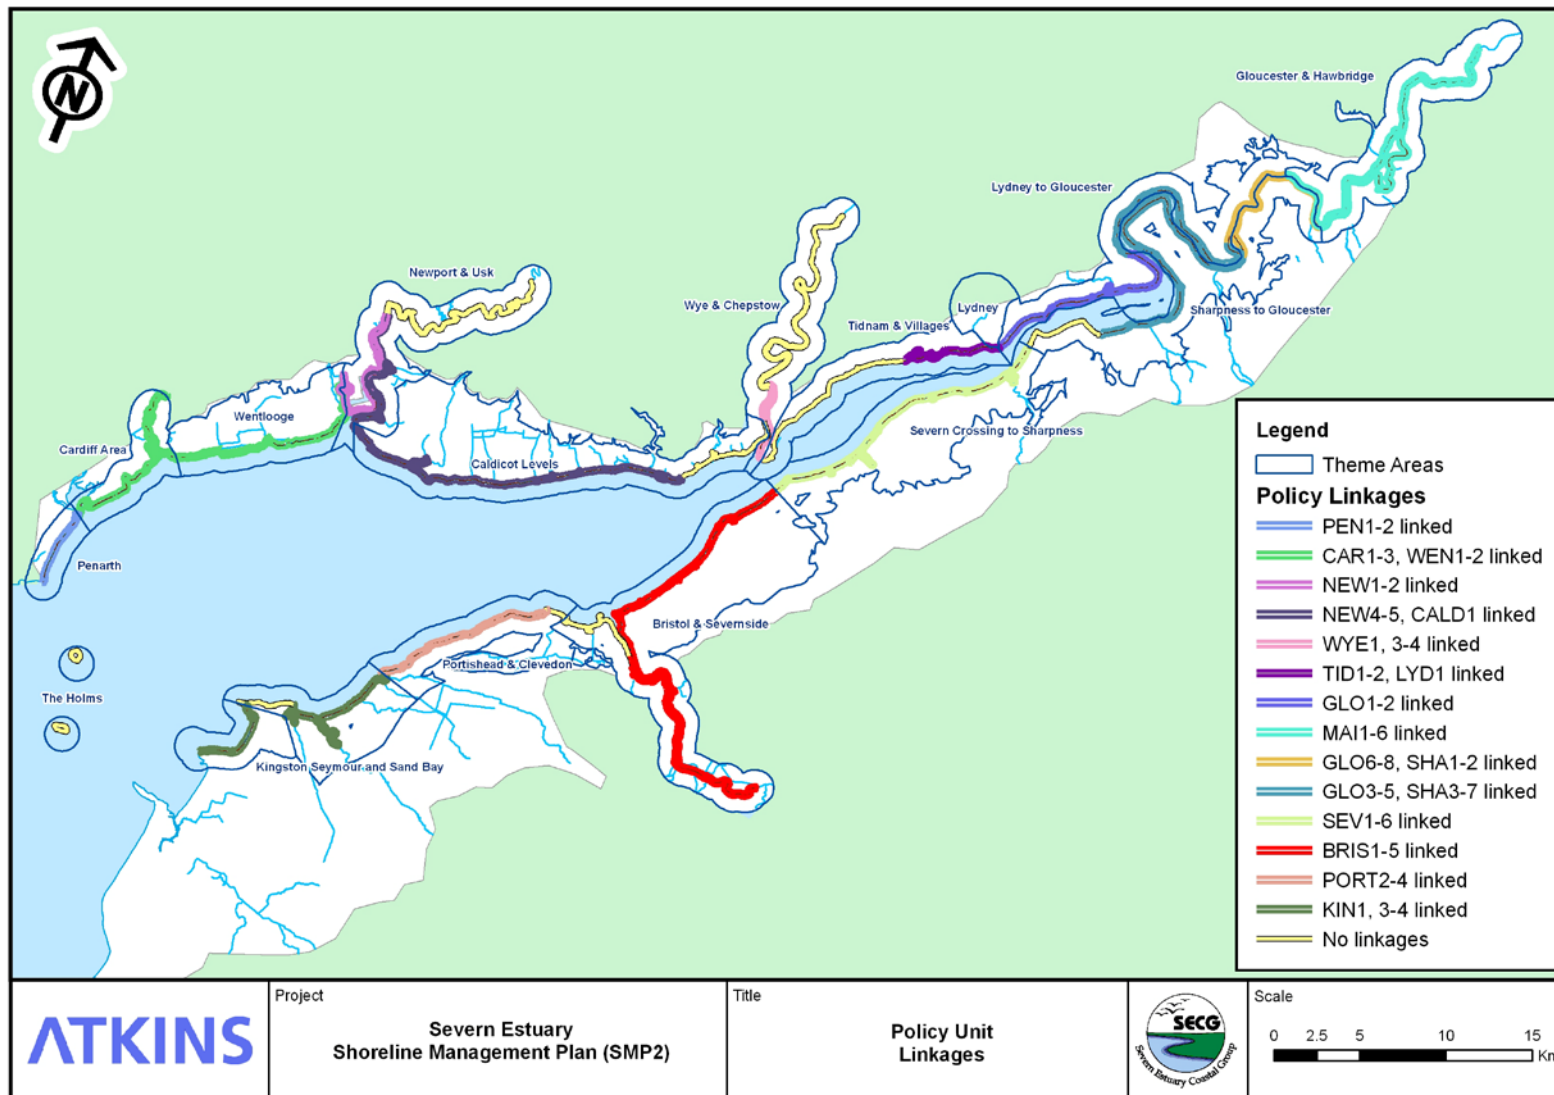 N
Gloucester & Hawbridge
Lydney to Gloucester
Newport & Usk
Wye & Chepstow
Lydney
Tidnam & Villages
Sharpness to Gloucester
Wentlooge
Cardiff Area
Caldicot Levels
Severn Crossing to Sharpness
Penarth
Bristol & Severnside
Portishead & Clevedon
The Holms
Kingston Seymour and Sand Bay
Legend
Theme Areas
Policy Linkages
PEN1-2 linked
CAR1-3, WEN1-2 linked
NEW1-2 linked
NEW4-5, CALD1 linked
WYE1, 3-4 linked
TID1-2, LYD1 linked
GLO1-2 linked
MAI1-6 linked
GLO6-8, SHA1-2 linked
GLO3-5, SHA3-7 linked
SEV1-6 linked
BRIS1-5 linked
PORT2-4 linked
KIN1, 3-4 linked
No linkages
ATKINS
Project
Severn Estuary
Shoreline Management Plan (SMP2)
Title
Policy Unit
Linkages
SECG
Severn Estuary Coastal Group
Scale
0 2.5 5 10 15
Km